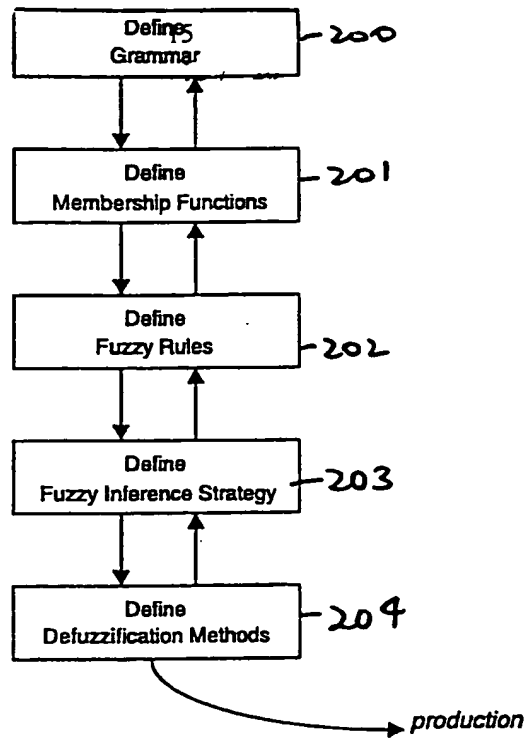 Define
15
Grammar
200
Define
Membership Functions
201
Define
Fuzzy Rules
202
Define
Fuzzy Inference Strategy
203
Define
Defuzzification Methods
204
production